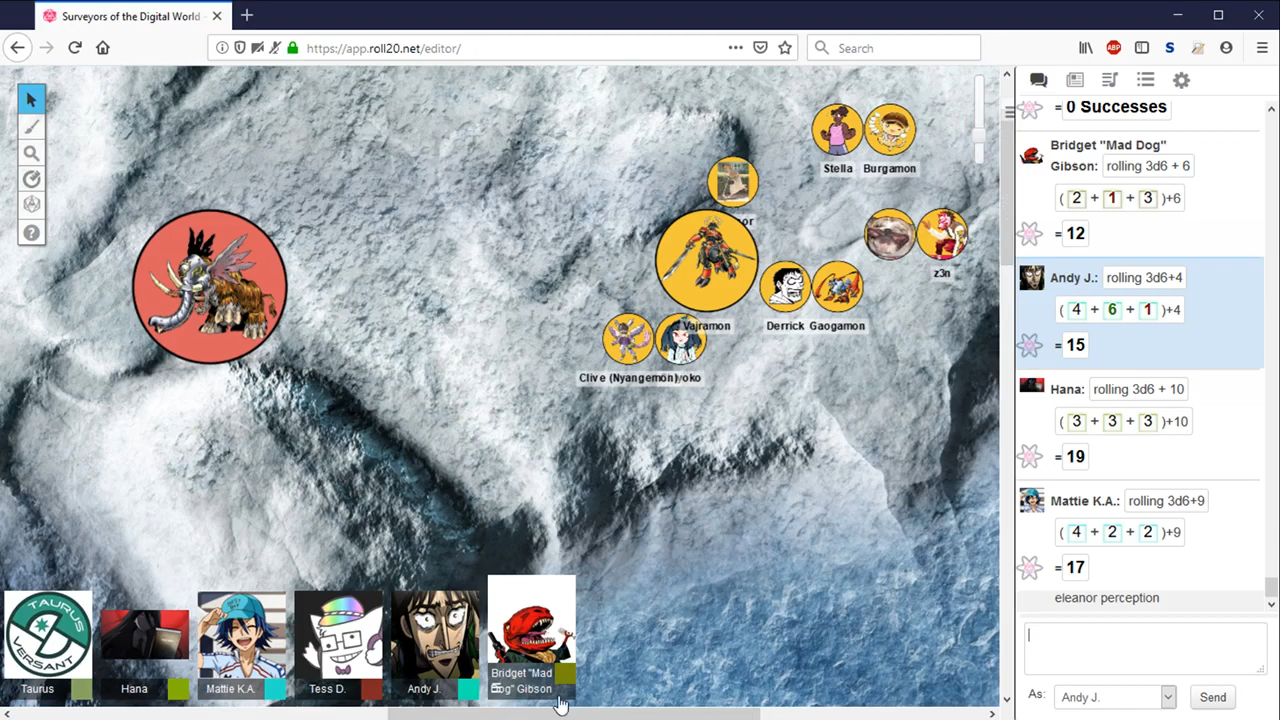 Surveyors of the Digital World
https://app.roll20.net/editor/
Search
ABP
S
Stella
Burgamon
or
z3n
Vajramon
Derrick
Gaogamon
Clive (Nyangemon)
yoko
TAURUS
VERSANT
Taurus
Hana
Mattie K.A.
Tess D.
Andy J.
Bridget "Mad
Dog" Gibson
= 0 Successes
Bridget "Mad Dog"
Gibson: rolling 3d6 + 6
( 2 + 1 + 3 )+6
= 12
Andy J.: rolling 3d6+4
( 4 + 6 + 1 )+4
= 15
Hana: rolling 3d6 + 10
( 3 + 3 + 3 )+10
= 19
Mattie K.A.: rolling 3d6+9
( 4 + 2 + 2 )+9
= 17
eleanor perception
As: Andy J. Send